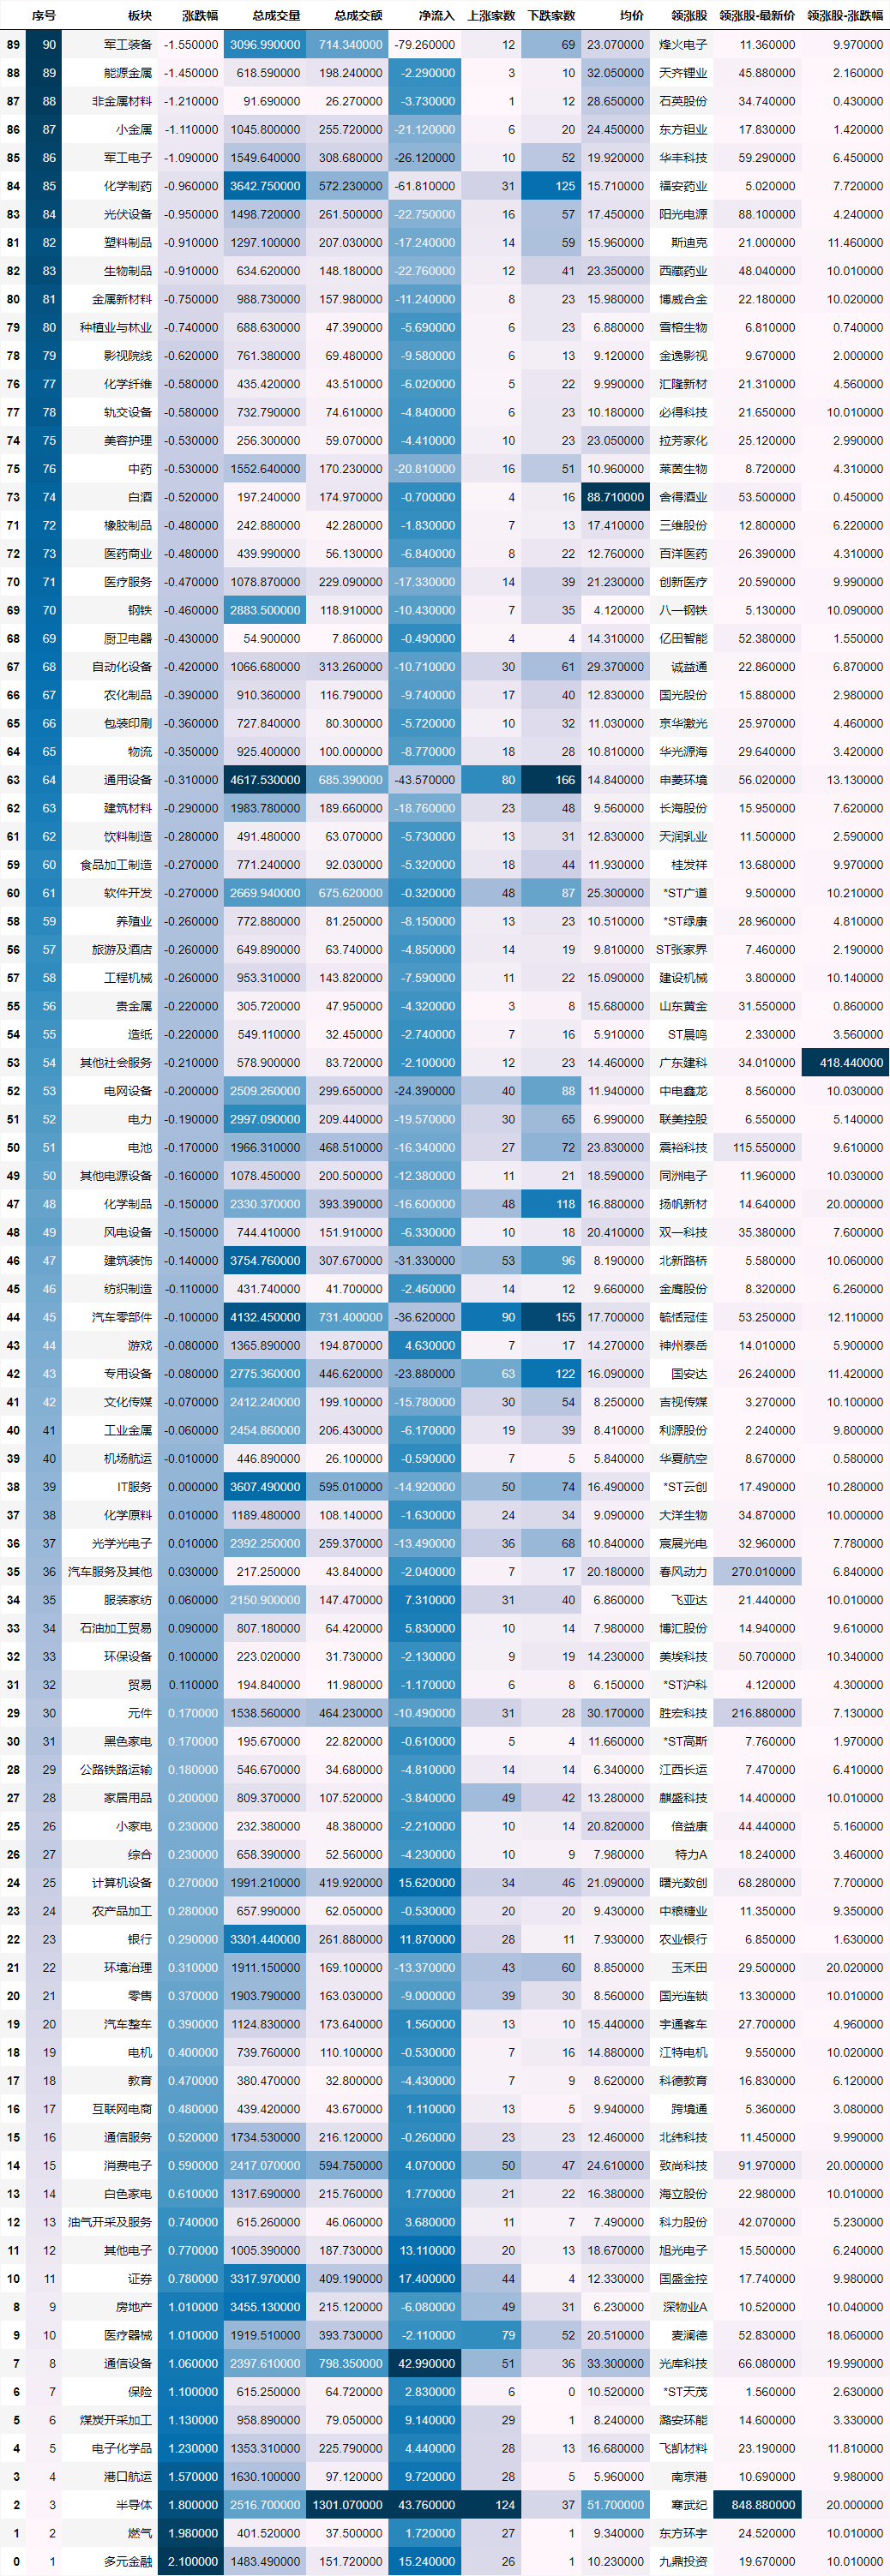 序号 板块 涨跌幅 总成交量 总成交额 净流入 上涨家数 下跌家数 均价 领涨股 领涨股-最新价 领涨股-涨跌幅
89 90 军工装备 -1.550000 3096.990000 714.340000 -79.260000 12 69 23.070000 烽火电子 11.360000 9.970000
88 89 能源金属 -1.450000 618.590000 198.240000 -2.290000 3 10 32.050000 天齐锂业 45.880000 2.160000
87 88 非金属材料 -1.210000 91.690000 26.270000 -3.730000 1 12 28.650000 石英股份 34.740000 0.430000
86 87 小金属 -1.110000 1045.800000 255.720000 -21.120000 6 20 24.450000 东方钽业 17.830000 1.420000
85 86 军工电子 -1.090000 1549.640000 308.680000 -26.120000 10 52 19.920000 华丰科技 59.290000 6.450000
84 85 化学制药 -0.960000 3642.750000 572.230000 -61.810000 31 125 15.710000 福安药业 5.020000 7.720000
83 84 光伏设备 -0.950000 1498.720000 261.500000 -22.750000 16 57 17.450000 阳光电源 88.100000 4.240000
81 82 塑料制品 -0.910000 1297.100000 207.030000 -17.240000 14 59 15.960000 斯迪克 21.000000 11.460000
82 83 生物制品 -0.910000 634.620000 148.180000 -22.760000 12 41 23.350000 西藏药业 48.040000 10.010000
80 81 金属新材料 -0.750000 988.730000 157.980000 -11.240000 8 23 15.980000 博威合金 22.180000 10.020000
79 80 种植业与林业 -0.740000 688.630000 47.390000 -5.690000 6 23 6.880000 雪榕生物 6.810000 0.740000
78 79 影视院线 -0.620000 761.380000 69.480000 -9.580000 6 13 9.120000 金逸影视 9.670000 2.000000
76 77 化学纤维 -0.580000 435.420000 43.510000 -6.020000 5 22 9.990000 汇隆新材 21.310000 4.560000
77 78 轨交设备 -0.580000 732.790000 74.610000 -4.840000 6 23 10.180000 必得科技 21.650000 10.010000
74 75 美容护理 -0.530000 256.300000 59.070000 -4.410000 10 23 23.050000 拉芳家化 25.120000 2.990000
75 76 中药 -0.530000 1552.640000 170.230000 -20.810000 16 51 10.960000 莱茵生物 8.720000 4.310000
73 74 白酒 -0.520000 197.240000 174.970000 -0.700000 4 16 88.710000 舍得酒业 53.500000 0.450000
71 72 橡胶制品 -0.480000 242.880000 42.280000 -1.830000 7 13 17.410000 三维股份 12.800000 6.220000
72 73 医药商业 -0.480000 439.990000 56.130000 -6.840000 8 22 12.760000 百洋医药 26.390000 4.310000
70 71 医疗服务 -0.470000 1078.870000 229.090000 -17.330000 14 39 21.230000 创新医疗 20.590000 9.990000
69 70 钢铁 -0.460000 2883.500000 118.910000 -10.430000 7 35 4.120000 八一钢铁 5.130000 10.090000
68 69 厨卫电器 -0.430000 54.900000 7.860000 -0.490000 4 4 14.310000 亿田智能 52.380000 1.550000
67 68 自动化设备 -0.420000 1066.680000 313.260000 -10.710000 30 61 29.370000 诚益通 22.860000 6.870000
66 67 农化制品 -0.390000 910.360000 116.790000 -9.740000 17 40 12.830000 国光股份 15.880000 2.980000
65 66 包装印刷 -0.360000 727.840000 80.300000 -5.720000 10 32 11.030000 京华激光 25.970000 4.460000
64 65 物流 -0.350000 925.400000 100.000000 -8.770000 18 28 10.810000 华光源海 29.640000 3.420000
63 64 通用设备 -0.310000 4617.530000 685.390000 -43.570000 80 166 14.840000 申菱环境 56.020000 13.130000
62 63 建筑材料 -0.290000 1983.780000 189.660000 -18.760000 23 48 9.560000 长海股份 15.950000 7.620000
61 62 饮料制造 -0.280000 491.480000 63.070000 -5.730000 13 31 12.830000 天润乳业 11.500000 2.590000
59 60 食品加工制造 -0.270000 771.240000 92.030000 -5.320000 18 44 11.930000 桂发祥 13.680000 9.970000
60 61 软件开发 -0.270000 2669.940000 675.620000 -0.320000 48 87 25.300000 *ST广道 9.500000 10.210000
58 59 养殖业 -0.260000 772.880000 81.250000 -8.150000 13 23 10.510000 *ST绿康 28.960000 4.810000
56 57 旅游及酒店 -0.260000 649.890000 63.740000 -4.850000 14 19 9.810000 ST张家界 7.460000 2.190000
57 58 工程机械 -0.260000 953.310000 143.820000 -7.590000 11 22 15.090000 建设机械 3.800000 10.140000
55 56 贵金属 -0.220000 305.720000 47.950000 -4.320000 3 8 15.680000 山东黄金 31.550000 0.860000
54 55 造纸 -0.220000 549.110000 32.450000 -2.740000 7 16 5.910000 ST晨鸣 2.330000 3.560000
53 54 其他社会服务 -0.210000 578.900000 83.720000 -2.100000 12 23 14.460000 广东建科 34.010000 418.440000
52 53 电网设备 -0.200000 2509.260000 299.650000 -24.390000 40 88 11.940000 中电鑫龙 8.560000 10.030000
51 52 电力 -0.190000 2997.090000 209.440000 -19.570000 30 65 6.990000 联美控股 6.550000 5.140000
50 51 电池 -0.170000 1966.310000 468.510000 -16.340000 27 72 23.830000 震裕科技 115.550000 9.610000
49 50 其他电源设备 -0.160000 1078.450000 200.500000 -12.380000 11 21 18.590000 同洲电子 11.960000 10.030000
47 48 化学制品 -0.150000 2330.370000 393.390000 -16.600000 48 118 16.880000 扬帆新材 14.640000 20.000000
48 49 风电设备 -0.150000 744.410000 151.910000 -6.330000 10 18 20.410000 双一科技 35.380000 7.600000
46 47 建筑装饰 -0.140000 3754.760000 307.670000 -31.330000 53 96 8.190000 北新路桥 5.580000 10.060000
45 46 纺织制造 -0.110000 431.740000 41.700000 -2.460000 14 12 9.660000 金鹰股份 8.320000 6.260000
44 45 汽车零部件 -0.100000 4132.450000 731.400000 -36.620000 90 155 17.700000 毓恬冠佳 53.250000 12.110000
43 44 游戏 -0.080000 1365.890000 194.870000 4.630000 7 17 14.270000 神州泰岳 14.010000 5.900000
42 43 专用设备 -0.080000 2775.360000 446.620000 -23.880000 63 122 16.090000 国安达 26.240000 11.420000
41 42 文化传媒 -0.070000 2412.240000 199.100000 -15.780000 30 54 8.250000 吉视传媒 3.270000 10.100000
40 41 工业金属 -0.060000 2454.860000 206.430000 -6.170000 19 39 8.410000 利源股份 2.240000 9.800000
39 40 机场航运 -0.010000 446.890000 26.100000 -0.590000 7 5 5.840000 华夏航空 8.670000 0.580000
38 39 IT服务 0.000000 3607.490000 595.010000 -14.920000 50 74 16.490000 *ST云创 17.490000 10.280000
37 38 化学原料 0.010000 1189.480000 108.140000 -1.630000 24 34 9.090000 大洋生物 34.870000 10.000000
36 37 光学光电子 0.010000 2392.250000 259.370000 -13.490000 36 68 10.840000 宸展光电 32.960000 7.780000
35 36 汽车服务及其他 0.030000 217.250000 43.840000 -2.040000 7 17 20.180000 春风动力 270.010000 6.840000
34 35 服装家纺 0.060000 2150.900000 147.470000 7.310000 31 40 6.860000 飞亚达 21.440000 10.010000
33 34 石油加工贸易 0.090000 807.180000 64.420000 5.830000 10 14 7.980000 博汇股份 14.940000 9.610000
32 33 环保设备 0.100000 223.020000 31.730000 -2.130000 9 19 14.230000 美埃科技 50.700000 10.340000
31 32 贸易 0.110000 194.840000 11.980000 -1.170000 6 8 6.150000 *ST沪科 4.120000 4.300000
29 30 元件 0.170000 1538.560000 464.230000 -10.490000 31 28 30.170000 胜宏科技 216.880000 7.130000
30 31 黑色家电 0.170000 195.670000 22.820000 -0.610000 5 4 11.660000 *ST高斯 7.760000 1.970000
28 29 公路铁路运输 0.180000 546.670000 34.680000 -4.810000 14 14 6.340000 江西长运 7.470000 6.410000
27 28 家居用品 0.200000 809.370000 107.520000 -3.840000 49 42 13.280000 麒盛科技 14.400000 10.010000
25 26 小家电 0.230000 232.380000 48.380000 -2.210000 10 14 20.820000 倍益康 44.440000 5.160000
26 27 综合 0.230000 658.390000 52.560000 -4.230000 10 9 7.980000 特力A 18.240000 3.460000
24 25 计算机设备 0.270000 1991.210000 419.920000 15.620000 34 46 21.090000 曙光数创 68.280000 7.700000
23 24 农产品加工 0.280000 657.990000 62.050000 -0.530000 20 20 9.430000 中粮糖业 11.350000 9.350000
22 23 银行 0.290000 3301.440000 261.880000 11.870000 28 11 7.930000 农业银行 6.850000 1.630000
21 22 环境治理 0.310000 1911.150000 169.100000 -13.370000 43 60 8.850000 玉禾田 29.500000 20.020000
20 21 零售 0.370000 1903.790000 163.030000 -9.000000 39 30 8.560000 国光连锁 13.300000 10.010000
19 20 汽车整车 0.390000 1124.830000 173.640000 1.560000 13 10 15.440000 宇通客车 27.700000 4.960000
18 19 电机 0.400000 739.760000 110.100000 -0.530000 7 16 14.880000 江特电机 9.550000 10.020000
17 18 教育 0.470000 380.470000 32.800000 -4.430000 7 9 8.620000 科德教育 16.830000 6.120000
16 17 互联网电商 0.480000 439.420000 43.670000 1.110000 13 5 9.940000 跨境通 5.360000 3.080000
15 16 通信服务 0.520000 1734.530000 216.120000 -0.260000 23 23 12.460000 北纬科技 11.450000 9.990000
14 15 消费电子 0.590000 2417.070000 594.750000 4.070000 50 47 24.610000 致尚科技 91.970000 20.000000
13 14 白色家电 0.610000 1317.690000 215.760000 1.770000 21 22 16.380000 海立股份 22.980000 10.010000
12 13 油气开采及服务 0.740000 615.260000 46.060000 3.680000 11 7 7.490000 科力股份 42.070000 5.230000
11 12 其他电子 0.770000 1005.390000 187.730000 13.110000 20 13 18.670000 旭光电子 15.500000 6.240000
10 11 证券 0.780000 3317.970000 409.190000 17.400000 44 4 12.330000 国盛金控 17.740000 9.980000
8 9 房地产 1.010000 3455.130000 215.120000 -6.080000 49 31 6.230000 深物业A 10.520000 10.040000
9 10 医疗器械 1.010000 1919.510000 393.730000 -2.110000 79 52 20.510000 麦澜德 52.830000 18.060000
7 8 通信设备 1.060000 2397.610000 798.350000 42.990000 51 36 33.300000 光库科技 66.080000 19.990000
6 7 保险 1.100000 615.250000 64.720000 2.830000 6 0 10.520000 *ST天茂 1.560000 2.630000
5 6 煤炭开采加工 1.130000 958.890000 79.050000 9.140000 29 1 8.240000 潞安环能 14.600000 3.330000
4 5 电子化学品 1.230000 1353.310000 225.790000 4.440000 28 13 16.680000 飞凯材料 23.190000 11.810000
3 4 港口航运 1.570000 1630.100000 97.120000 9.720000 28 5 5.960000 南京港 10.690000 9.980000
2 3 半导体 1.800000 2516.700000 1301.070000 43.760000 124 37 51.700000 寒武纪 848.880000 20.000000
1 2 燃气 1.980000 401.520000 37.500000 1.720000 27 1 9.340000 东方环宇 24.520000 10.010000
0 1 多元金融 2.100000 1483.490000 151.720000 15.240000 26 1 10.230000 九鼎投资 19.670000 10.010000